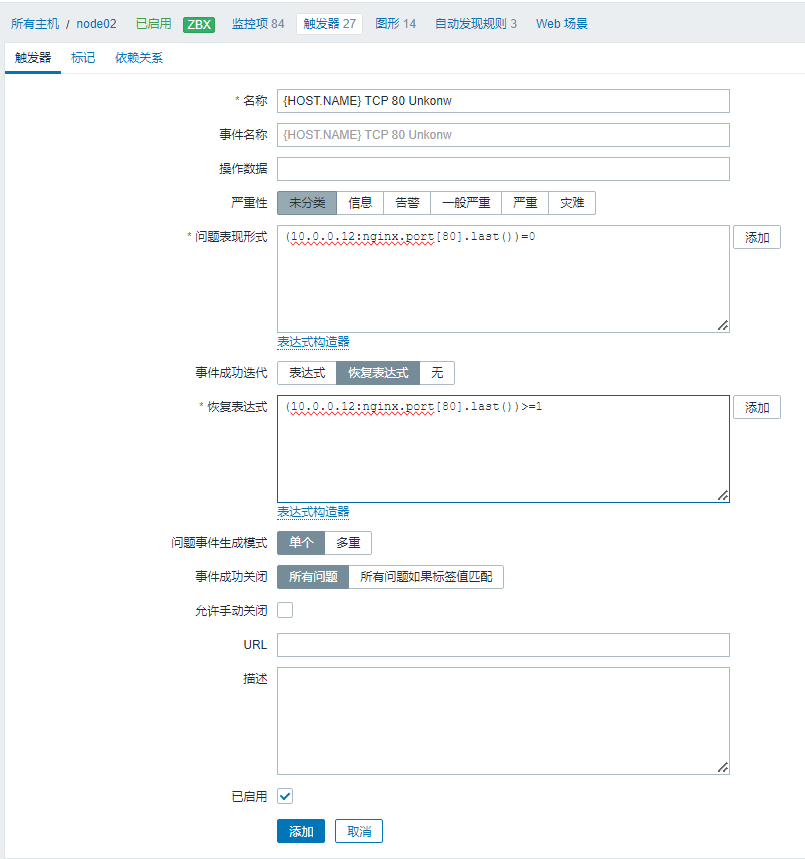 所有主机 / node02 已启用 ZBX 监控项 84 触发器 27 图形 14 自动发现规则 3 Web 场景
触发器 标记 依赖关系
* 名称 {HOST.NAME} TCP 80 Unkonw
事件名称 {HOST.NAME} TCP 80 Unkonw
操作数据
严重性 未分类 信息 告警 一般严重 严重 灾难
* 问题表现形式 (10.0.0.12:nginx.port[80].last())=0 添加
表达式构造器
事件成功迭代 表达式 恢复表达式 无
* 恢复表达式 (10.0.0.12:nginx.port[80].last())>=1 添加
表达式构造器
问题事件生成模式 单个 多重
事件成功关闭 所有问题 所有问题如果标签值匹配
允许手动关闭
URL
描述
已启用
添加 取消